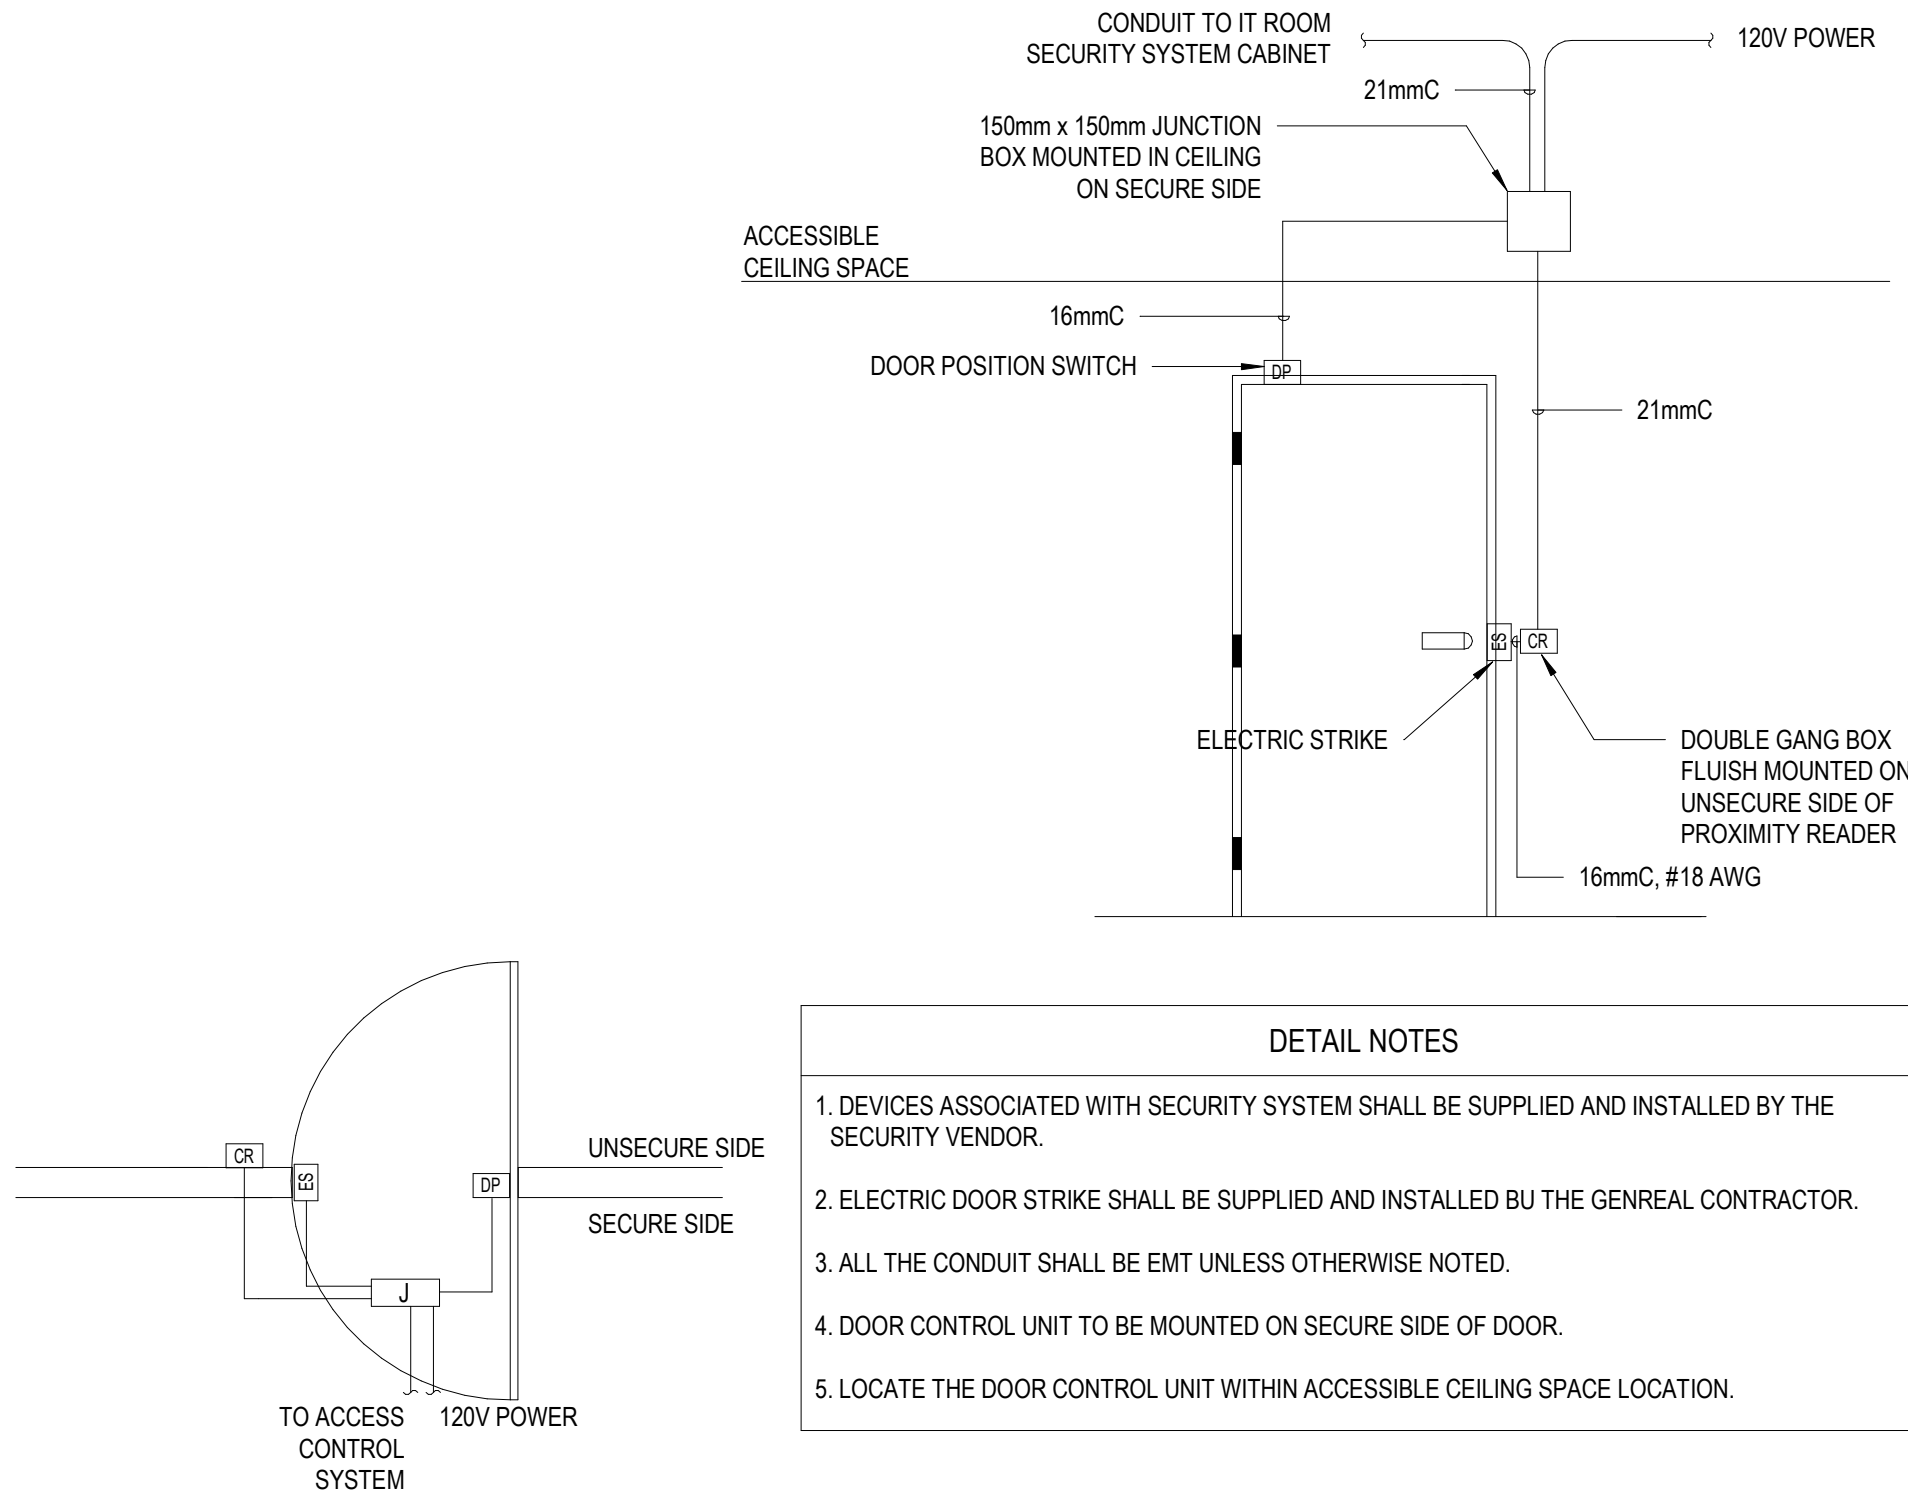 CONDUIT TO IT ROOM
SECURITY SYSTEM CABINET
120V POWER
21mmC
150mm x 150mm JUNCTION
BOX MOUNTED IN CEILING
ON SECURE SIDE
ACCESSIBLE
CEILING SPACE
16mmC
DOOR POSITION SWITCH
DP
21mmC
ES
CR
ELECTRIC STRIKE
DOUBLE GANG BOX
FLUISH MOUNTED ON
UNSECURE SIDE OF
PROXIMITY READER
16mmC, #18 AWG
CR
ES
DP
UNSECURE SIDE
SECURE SIDE
J
TO ACCESS
CONTROL
SYSTEM
120V POWER
DETAIL NOTES
1. DEVICES ASSOCIATED WITH SECURITY SYSTEM SHALL BE SUPPLIED AND INSTALLED BY THE
SECURITY VENDOR.
2. ELECTRIC DOOR STRIKE SHALL BE SUPPLIED AND INSTALLED BU THE GENREAL CONTRACTOR.
3. ALL THE CONDUIT SHALL BE EMT UNLESS OTHERWISE NOTED.
4. DOOR CONTROL UNIT TO BE MOUNTED ON SECURE SIDE OF DOOR.
5. LOCATE THE DOOR CONTROL UNIT WITHIN ACCESSIBLE CEILING SPACE LOCATION.